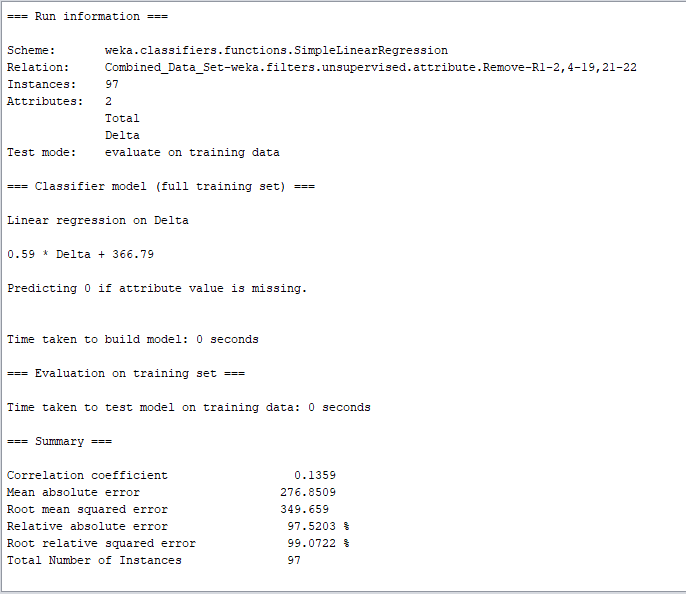 === Run information ===
Scheme: weka.classifiers.functions.SimpleLinearRegression
Relation: Combined_Data_Set-weka.filters.unsupervised.attribute.Remove-R1-2,4-19,21-22
Instances: 97
Attributes: 2
Total
Delta
Test mode: evaluate on training data
=== Classifier model (full training set) ===
Linear regression on Delta
0.59 * Delta + 366.79
Predicting 0 if attribute value is missing.
Time taken to build model: 0 seconds
=== Evaluation on training set ===
Time taken to test model on training data: 0 seconds
=== Summary ===
Correlation coefficient 0.1359
Mean absolute error 276.8509
Root mean squared error 349.659
Relative absolute error 97.5203 %
Root relative squared error 99.0722 %
Total Number of Instances 97